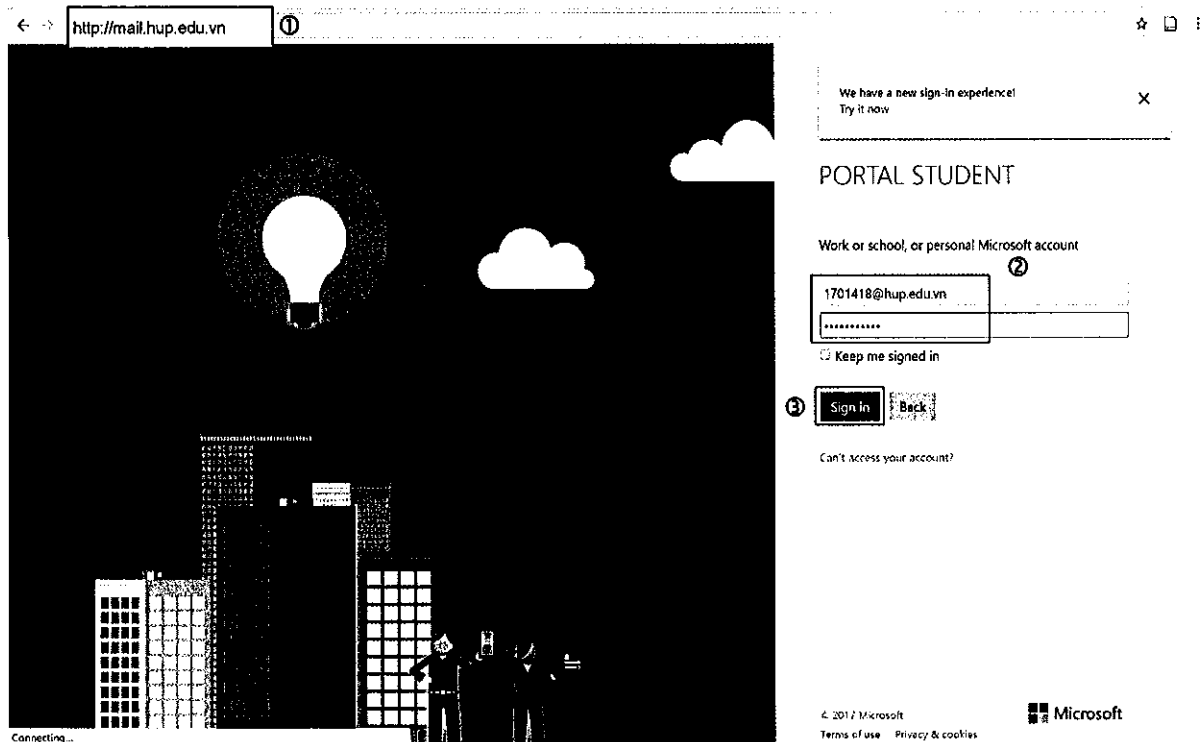 http://mail.hup.edu.vn ①
We have a new sign-in experience!
Try it now
PORTAL STUDENT
Work or school, or personal Microsoft account
②
1701418@hup.edu.vn
•••••••••••
Keep me signed in
③ Sign in Back
Can't access your account?
© 2017 Microsoft
Microsoft
Terms of use Privacy & cookies
Connecting...